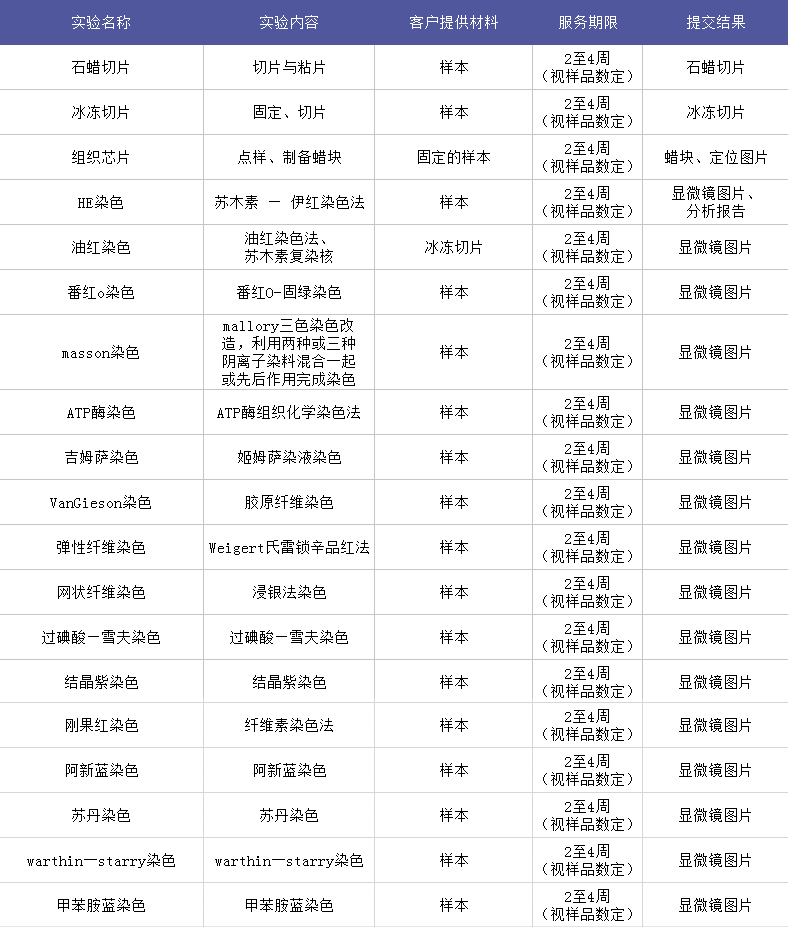 实验名称 实验内容 客户提供材料 服务期限 提交结果
石蜡切片 切片与粘片 样本 2至4周 (视样品数定) 石蜡切片
冰冻切片 固定、切片 样本 2至4周 (视样品数定) 冰冻切片
组织芯片 点样、制备蜡块 固定的样本 2至4周 (视样品数定) 蜡块、定位图片
HE染色 苏木素 — 伊红染色法 样本 2至4周 (视样品数定) 显微镜图片、 分析报告
油红染色 油红染色法、 苏木素复染核 冰冻切片 2至4周 (视样品数定) 显微镜图片
番红o染色 番红O-固绿染色 样本 2至4周 (视样品数定) 显微镜图片
masson染色 mallory三色染色改 造，利用两种或三种 阴离子染料混合一起 或先后作用完成染色 样本 2至4周 (视样品数定) 显微镜图片
ATP酶染色 ATP酶组织化学染色法 样本 2至4周 (视样品数定) 显微镜图片
吉姆萨染色 姬姆萨染液染色 样本 2至4周 (视样品数定) 显微镜图片
VanGieson染色 胶原纤维染色 样本 2至4周 (视样品数定) 显微镜图片
弹性纤维染色 Weigert氏雷锁辛品红法 样本 2至4周 (视样品数定) 显微镜图片
网状纤维染色 浸银法染色 样本 2至4周 (视样品数定) 显微镜图片
过碘酸—雪夫染色 过碘酸—雪夫染色 样本 2至4周 (视样品数定) 显微镜图片
结晶紫染色 结晶紫染色 样本 2至4周 (视样品数定) 显微镜图片
刚果红染色 纤维素染色法 样本 2至4周 (视样品数定) 显微镜图片
阿新蓝染色 阿新蓝染色 样本 2至4周 (视样品数定) 显微镜图片
苏丹染色 苏丹染色 样本 2至4周 (视样品数定) 显微镜图片
warthin—starry染色 warthin—starry染色 样本 2至4周 (视样品数定) 显微镜图片
甲苯胺蓝染色 甲苯胺蓝染色 样本 2至4周 (视样品数定) 显微镜图片